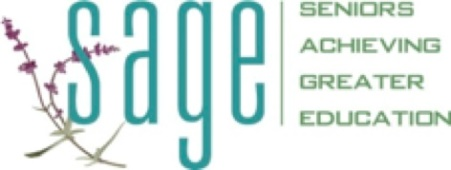 sage
SENIORS
ACHIEVING
GREATER
EDUCATION